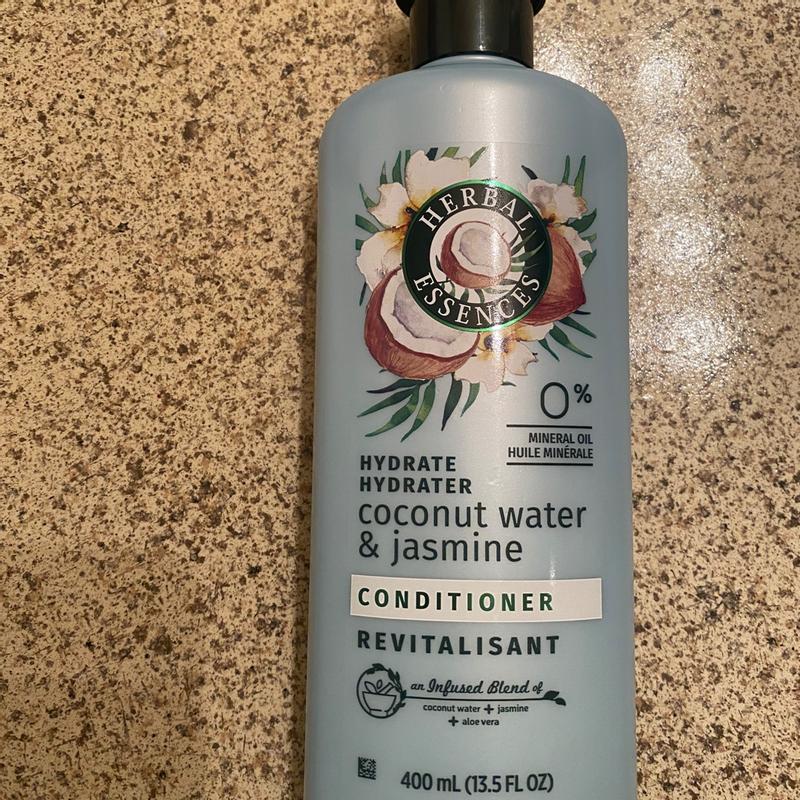 HERBAL
ESSENCES
0%
MINERAL OIL
HUILE MINÉRALE
HYDRATE
HYDRATER
coconut water
& jasmine
CONDITIONER
REVITALISANT
an Infused Blend of
coconut water + jasmine
+ aloe vera
400 mL (13.5 FL OZ)